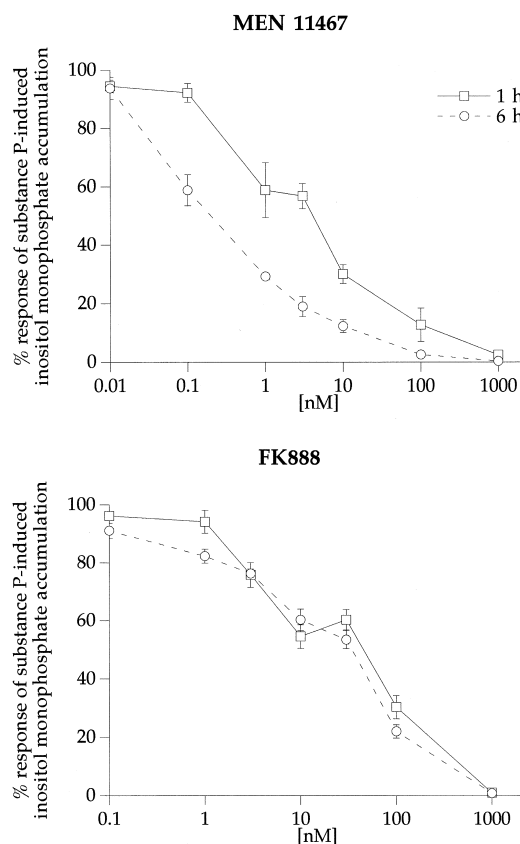 MEN 11467
% response of substance P-induced
inositol monophosphate accumulation
100
80
60
40
20
0
1 h
6 h
0.01 0.1 1 10 100 1000
[nM]
FK888
% response of substance P-induced
inositol monophosphate accumulation
100
80
60
40
20
0
0.1 1 10 100 1000
[nM]